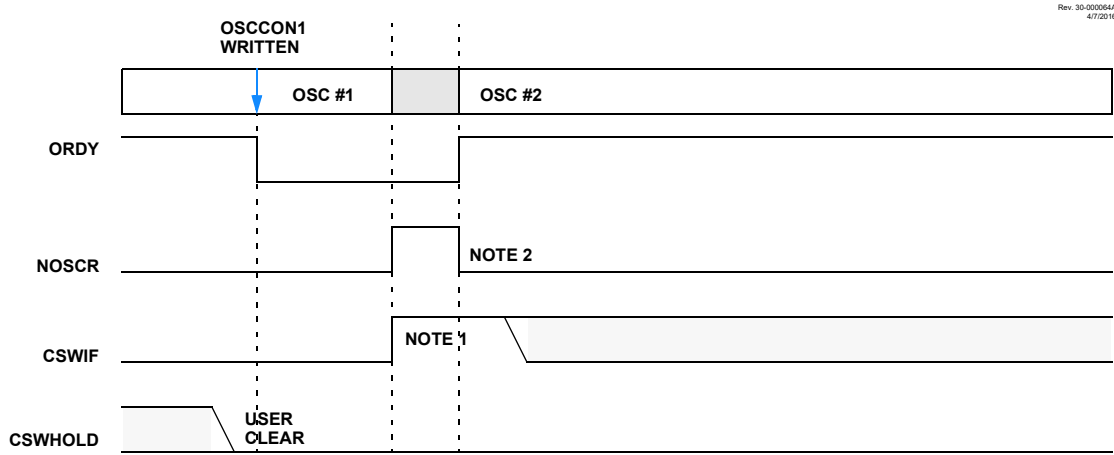 Rev. 30-000064A
4/7/2016
OSCCON1
WRITTEN
OSC #1
OSC #2
ORDY
NOSCR
NOTE 2
CSWIF
NOTE 1
CSWHOLD
USER
CLEAR